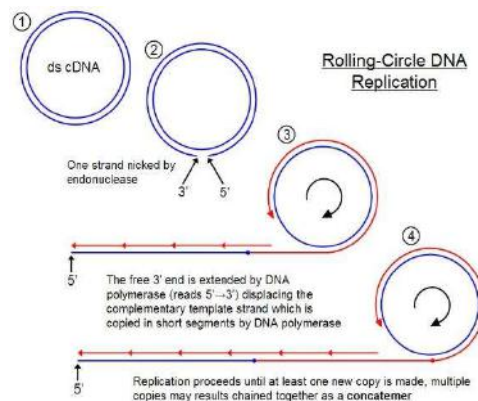 ①
ds cDNA
②
Rolling-Circle DNA
Replication
One strand nicked by
endonuclease
3'
5'
③
5'
The free 3' end is extended by DNA
polymerase (reads 5'→3') displacing the
complementary template strand which is
copied in short segments by DNA polymerase
④
5'
Replication proceeds until at least one new copy is made, multiple
copies may results chained together as a concatemer